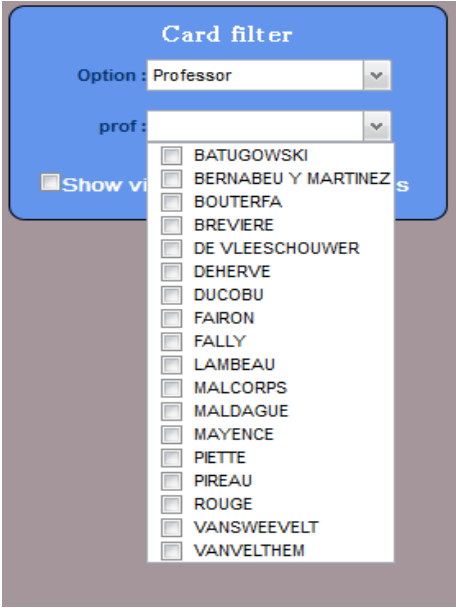 Card filter
Option : Professor
prof :
BATUGOWSKI
BERNABEU Y MARTINEZ
BOUTERFA
BREVIERE
DE VLEESCHOUWER
DEHERVE
DUCOBU
FAIRON
FALLY
LAMBEAU
MALCORPS
MALDAGUE
MAYENCE
PIETTE
PIREAU
ROUGE
VANSWEEVELT
VANVELTHEM
Show